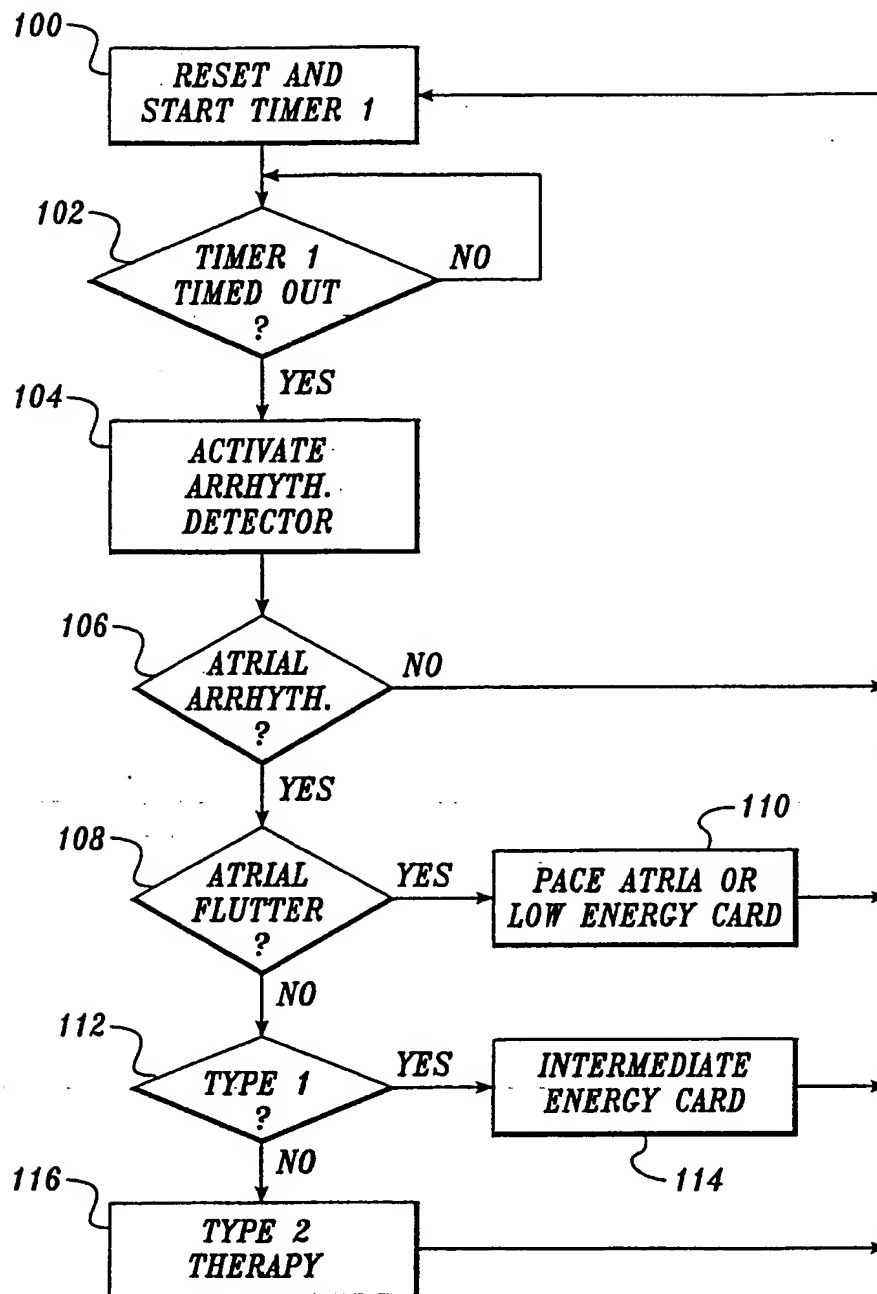 100
RESET AND
START TIMER 1
102
TIMER 1
TIMED OUT
?
NO
YES
104
ACTIVATE
ARRHYTH.
DETECTOR
106
ATRIAL
ARRHYTH.
?
NO
YES
108
ATRIAL
FLUTTER
?
YES
110
PACE ATRIA OR
LOW ENERGY CARD
NO
112
TYPE 1
?
YES
INTERMEDIATE
ENERGY CARD
114
NO
116
TYPE 2
THERAPY